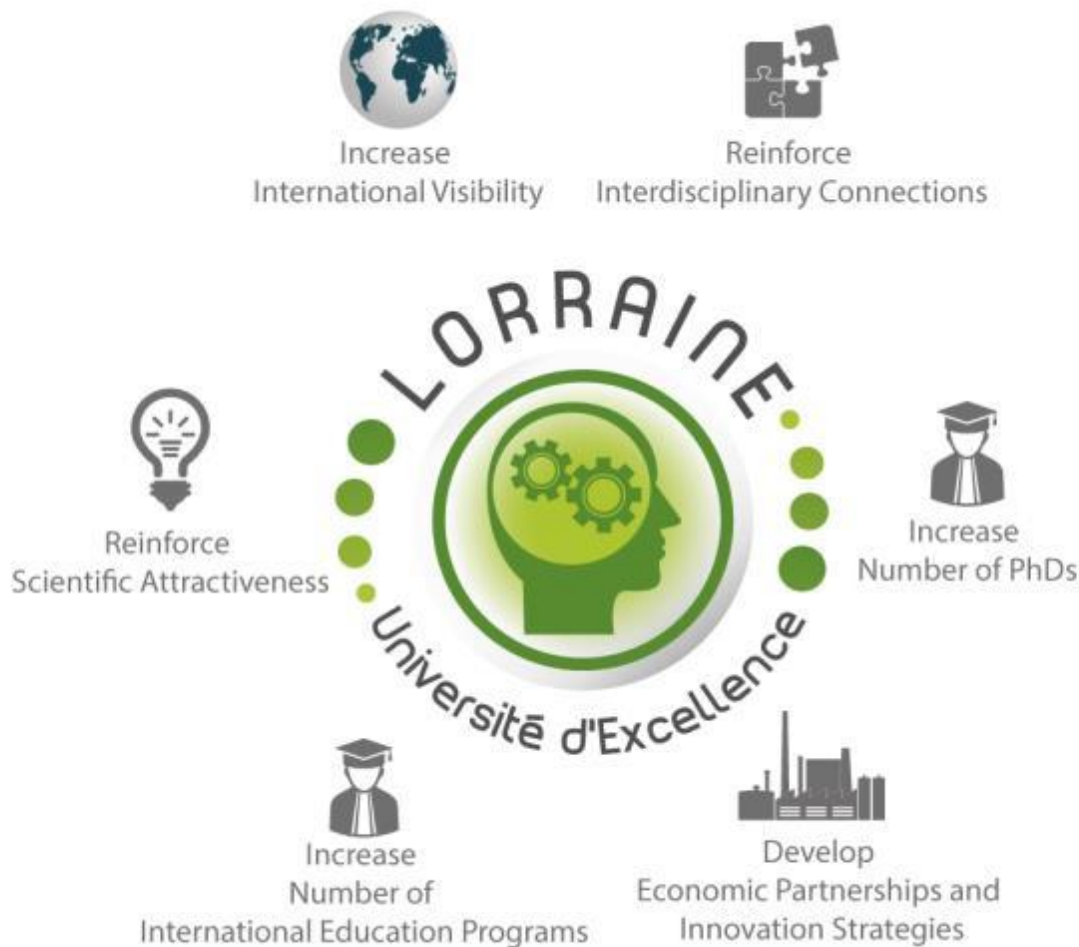 Increase
International Visibility
Reinforce
Interdisciplinary Connections
LORRAINE
Reinforce
Scientific Attractiveness
Increase
Number of PhDs
Université d'Excellence
Increase
Number of
International Education Programs
Develop
Economic Partnerships and
Innovation Strategies